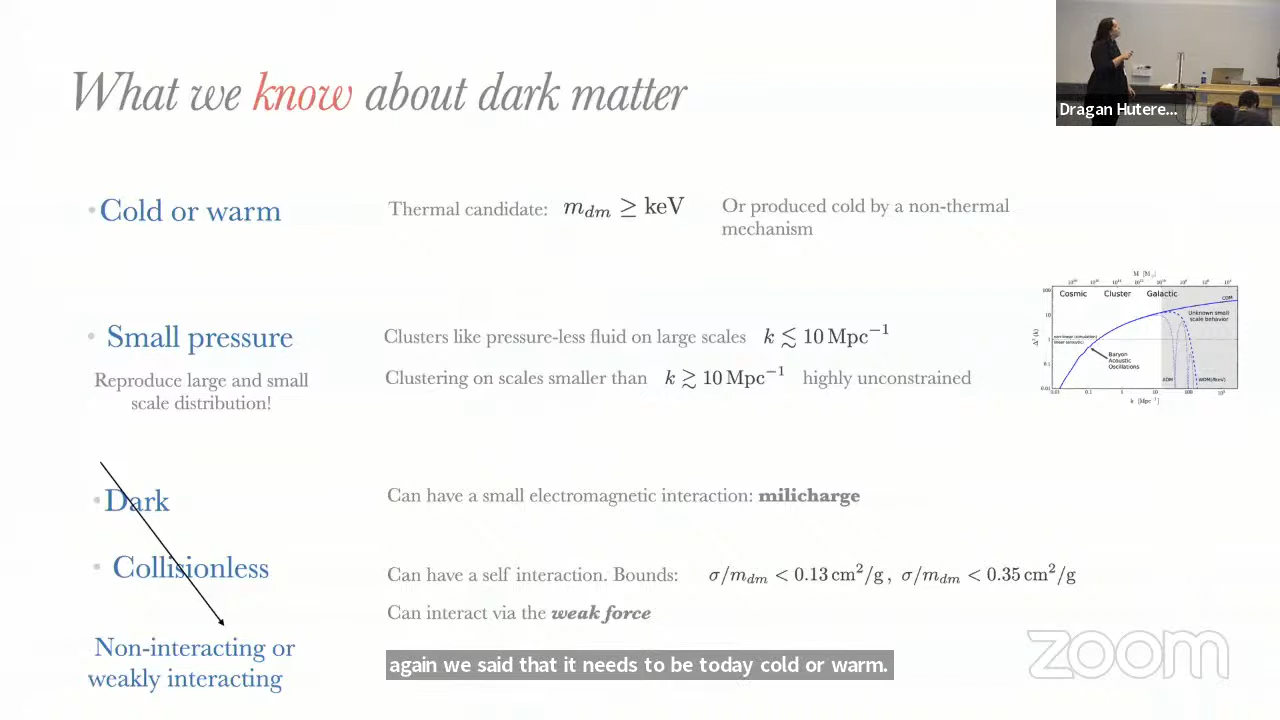 What we know about dark matter
Dragan Hutere...
• Cold or warm
Thermal candidate: m_dm ≥ keV
Or produced cold by a non-thermal
mechanism
• Small pressure
Reproduce large and small
scale distribution!
Clusters like pressure-less fluid on large scales k ≲ 10 Mpc⁻¹
Clustering on scales smaller than k ≳ 10 Mpc⁻¹ highly unconstrained
Cosmic Cluster Galactic
CDM
Unknown small
scale behavior
Baryon
Acoustic
Oscillations
k [Mpc⁻¹]
• Dark
Can have a small electromagnetic interaction: milicharge
• Collisionless
Can have a self interaction. Bounds: σ/m_dm < 0.13 cm²/g , σ/m_dm < 0.35 cm²/g
Can interact via the weak force
Non-interacting or
weakly interacting
again we said that it needs to be today cold or warm.
zoom